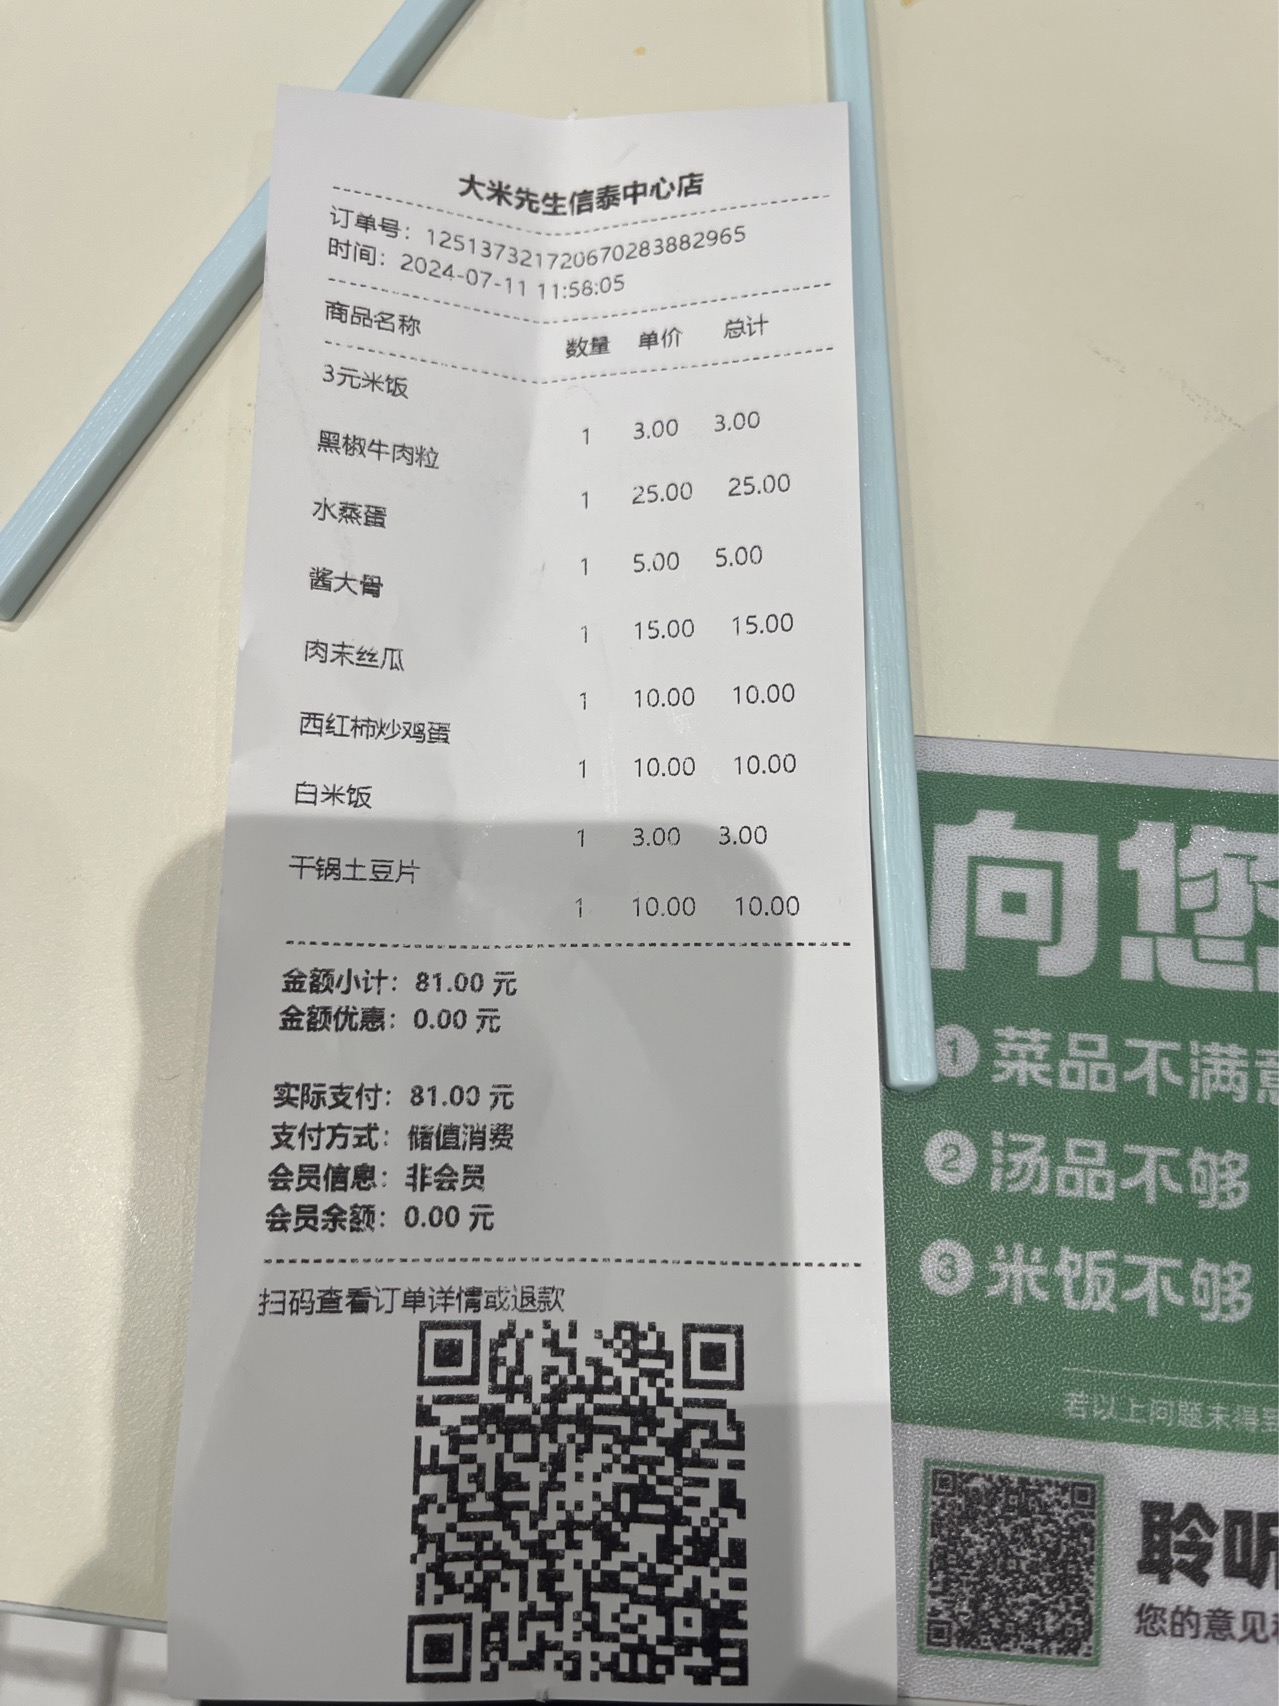 大米先生信泰中心店
订单号：1251373217206702838​82965
时间：2024-07-11 11:58:05
商品名称 数量 单价 总计
3元米饭
1 3.00 3.00
黑椒牛肉粒
1 25.00 25.00
水蒸蛋
1 5.00 5.00
酱大骨
1 15.00 15.00
肉末丝瓜
1 10.00 10.00
西红柿炒鸡蛋
1 10.00 10.00
白米饭
1 3.00 3.00
干锅土豆片
1 10.00 10.00
金额小计：81.00 元
金额优惠：0.00 元
实际支付：81.00 元
支付方式：储值消费
会员信息：非会员
会员余额：0.00 元
扫码查看订单详情或退款
向您
1 菜品不满意
2 汤品不够
3 米饭不够
若以上问题未得到
聆听
您的意见